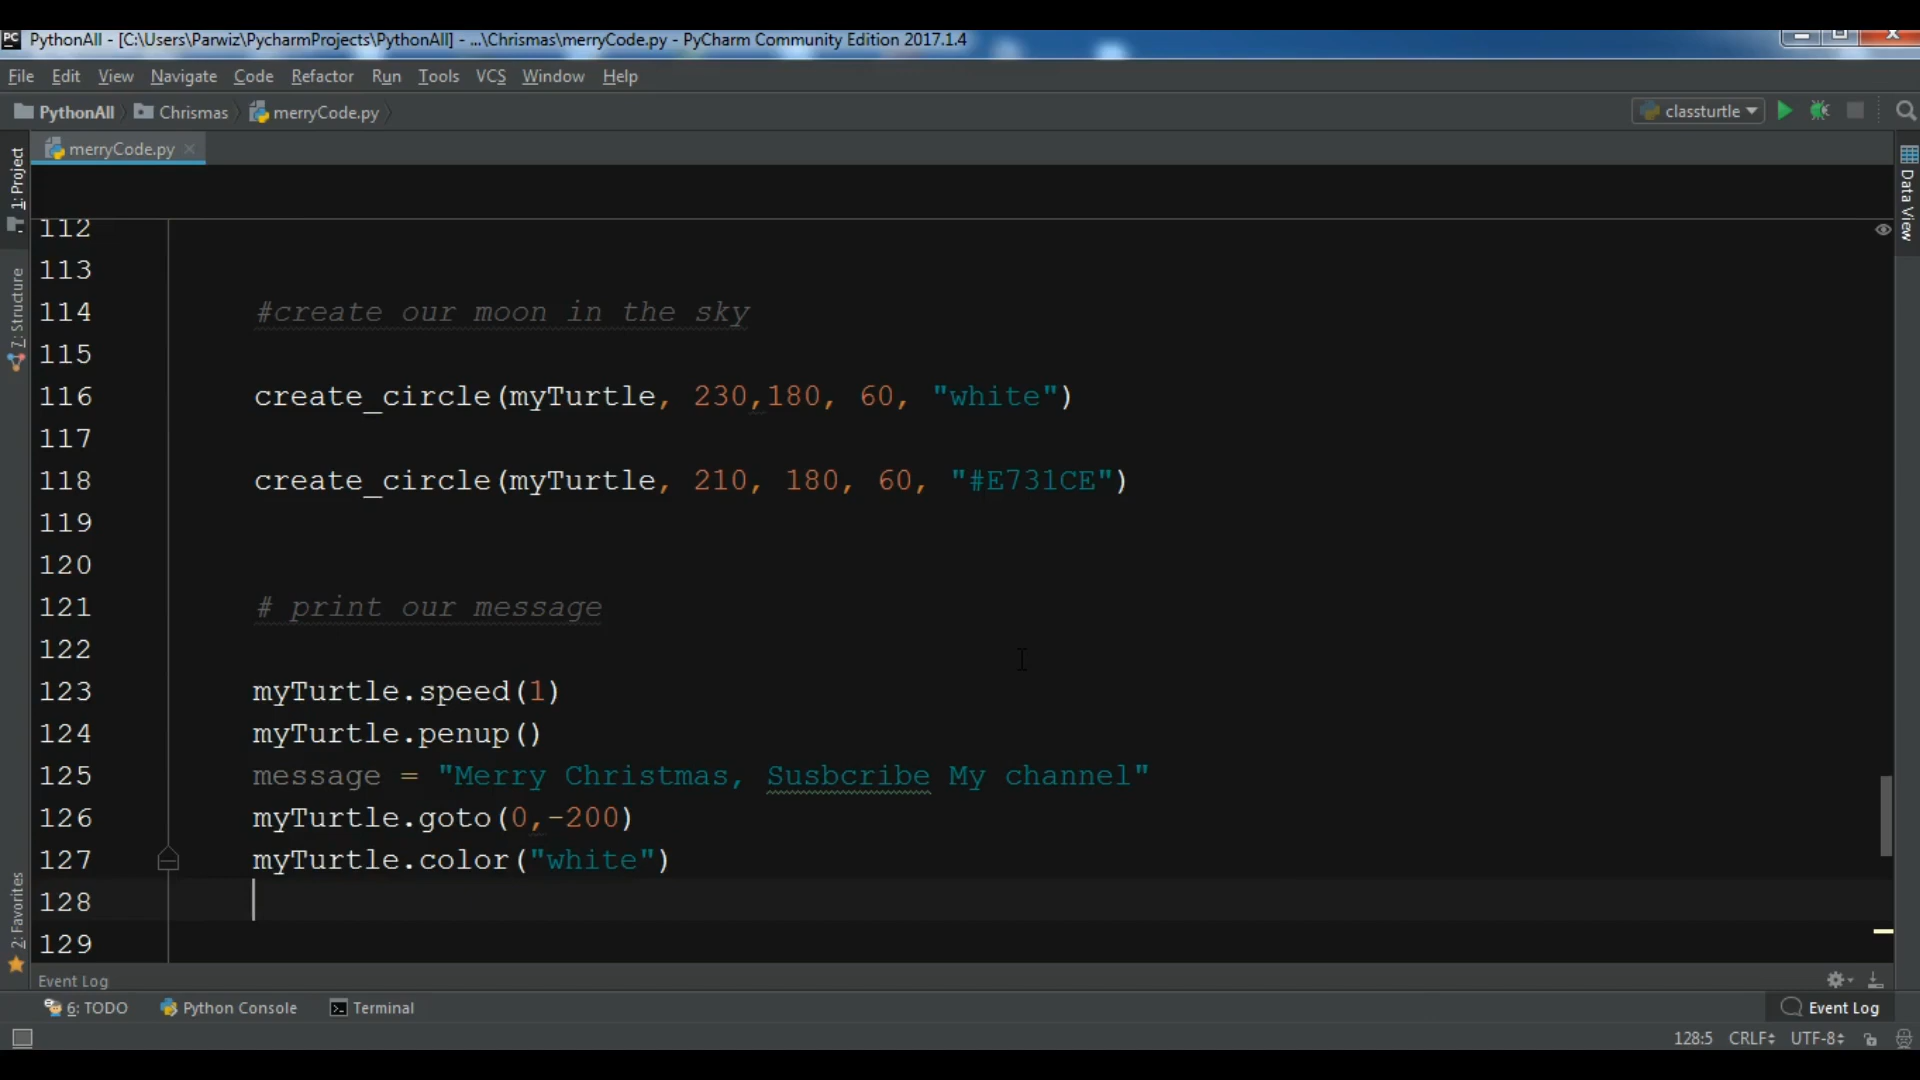 PythonAll - [C:\Users\Parwiz\PycharmProjects\PythonAll] - ...\Chrismas\merryCode.py - PyCharm Community Edition 2017.1.4
File Edit View Navigate Code Refactor Run Tools VCS Window Help
PythonAll Chrismas merryCode.py classturtle
merryCode.py
1: Project
7: Structure
2: Favorites
Data View
112
113
114 #create our moon in the sky
115
116 create_circle(myTurtle, 230,180, 60, "white")
117
118 create_circle(myTurtle, 210, 180, 60, "#E731CE")
119
120
121 # print our message
122
123 myTurtle.speed(1)
124 myTurtle.penup()
125 message = "Merry Christmas, Susbcribe My channel"
126 myTurtle.goto(0,-200)
127 myTurtle.color("white")
128
129
Event Log
6: TODO Python Console Terminal Event Log
128:5 CRLF UTF-8